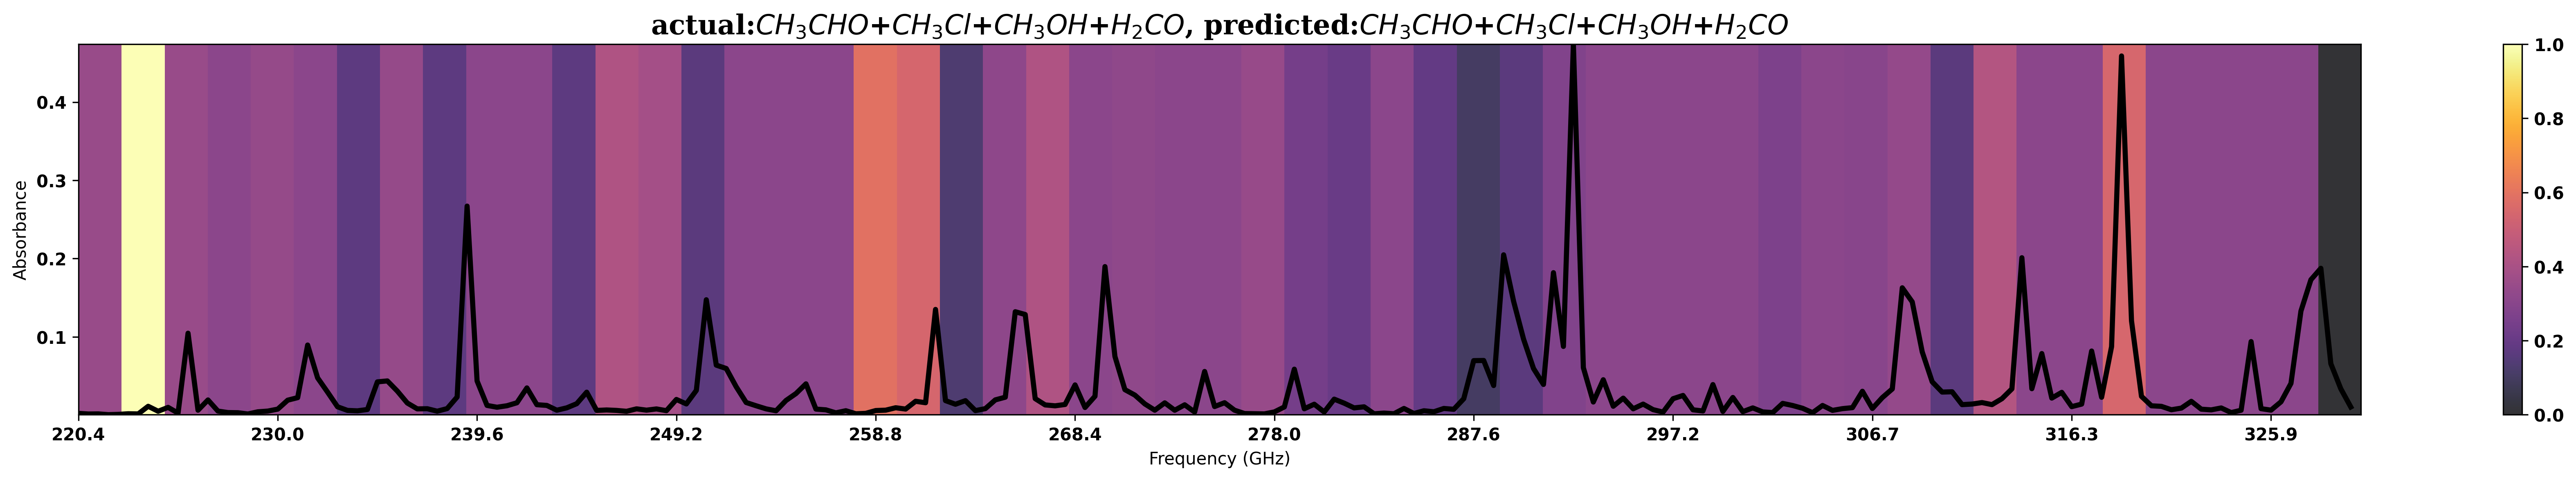 actual:CH₃CHO+CH₃Cl+CH₃OH+H₂CO, predicted:CH₃CHO+CH₃Cl+CH₃OH+H₂CO
1.0
0.8
0.6
0.4
0.2
0.0
Absorbance
0.4
0.3
0.2
0.1
220.4 230.0 239.6 249.2 258.8 268.4 278.0 287.6 297.2 306.7 316.3 325.9
Frequency (GHz)